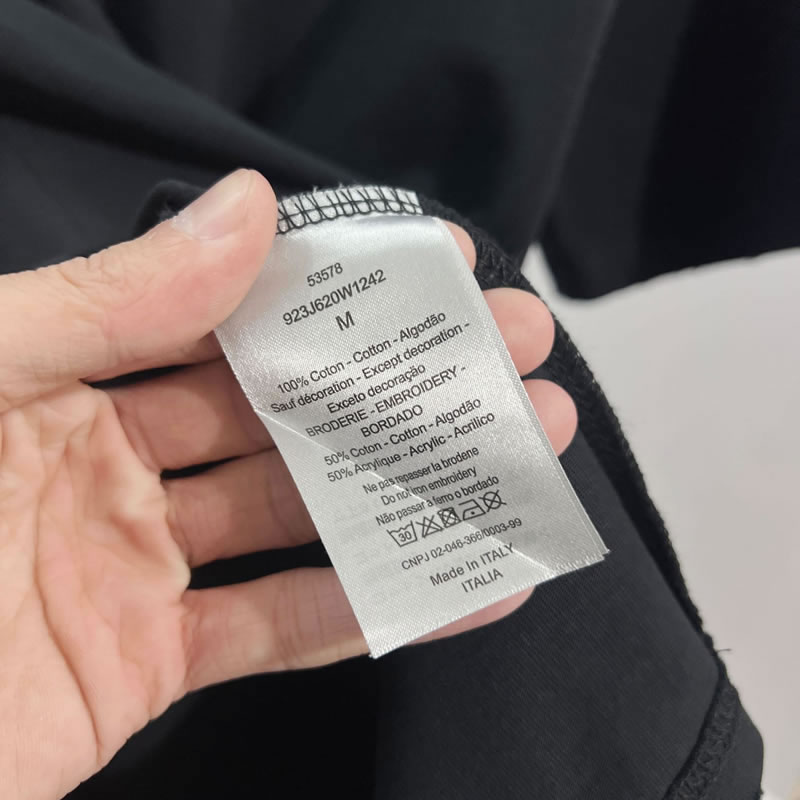 53578
923J620W1242
M
100% Coton - Cotton - Algodão
Sauf décoration - Except decoration -
Exceto decoração
BRODERIE - EMBROIDERY -
BORDADO
50% Coton - Cotton - Algodão
50% Acrylique - Acrylic - Acrilico
Ne pas repasser la brodene
Do not iron embroidery
Não passar à ferro o bordado
30
CNPJ 02-046-366/0003-99
Made In ITALY
ITALIA